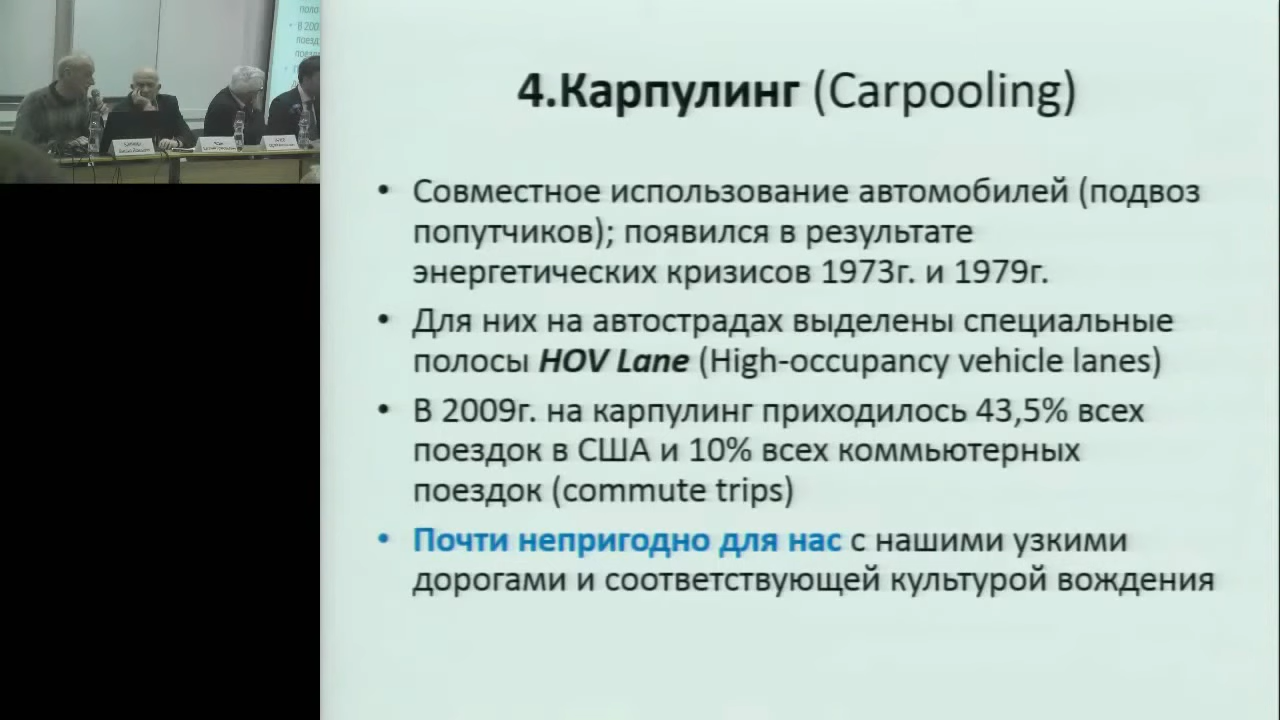 4.Карпулинг (Carpooling)
• Совместное использование автомобилей (подвоз
попутчиков); появился в результате
энергетических кризисов 1973г. и 1979г.
• Для них на автострадах выделены специальные
полосы HOV Lane (High-occupancy vehicle lanes)
• В 2009г. на карпулинг приходилось 43,5% всех
поездок в США и 10% всех коммьютерных
поездок (commute trips)
• Почти непригодно для нас с нашими узкими
дорогами и соответствующей культурой вождения